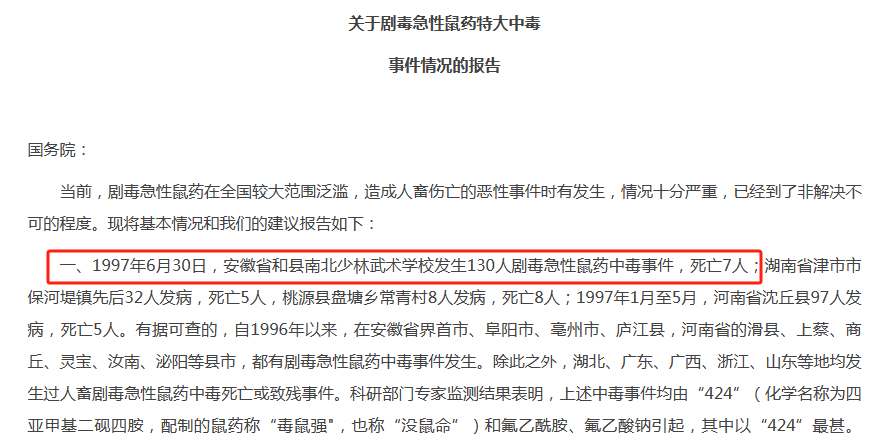 关于剧毒急性鼠药特大中毒
事件情况的报告
国务院：
当前，剧毒急性鼠药在全国较大范围泛滥，造成人畜伤亡的恶性事件时有发生，情况十分严重，已经到了非解决不
可的程度。现将基本情况和我们的建议报告如下：
一、1997年6月30日，安徽省和县南北少林武术学校发生130人剧毒急性鼠药中毒事件，死亡7人；湖南省津市市
保河堤镇先后32人发病，死亡5人，桃源县盘塘乡常青村8人发病，死亡8人；1997年1月至5月，河南省沈丘县97人发
病，死亡5人。有据可查的，自1996年以来，在安徽省界首市、阜阳市、亳州市、庐江县，河南省的滑县、上蔡、商
丘、灵宝、汝南、泌阳等县市，都有剧毒急性鼠药中毒事件发生。除此之外，湖北、广东、广西、浙江、山东等地均发
生过人畜剧毒急性鼠药中毒死亡或致残事件。科研部门专家监测结果表明，上述中毒事件均由“424”（化学名称为四
亚甲基二砜四胺，配制的鼠药称“毒鼠强"，也称“没鼠命”）和氟乙酰胺、氟乙酸钠引起，其中以“424”最甚。